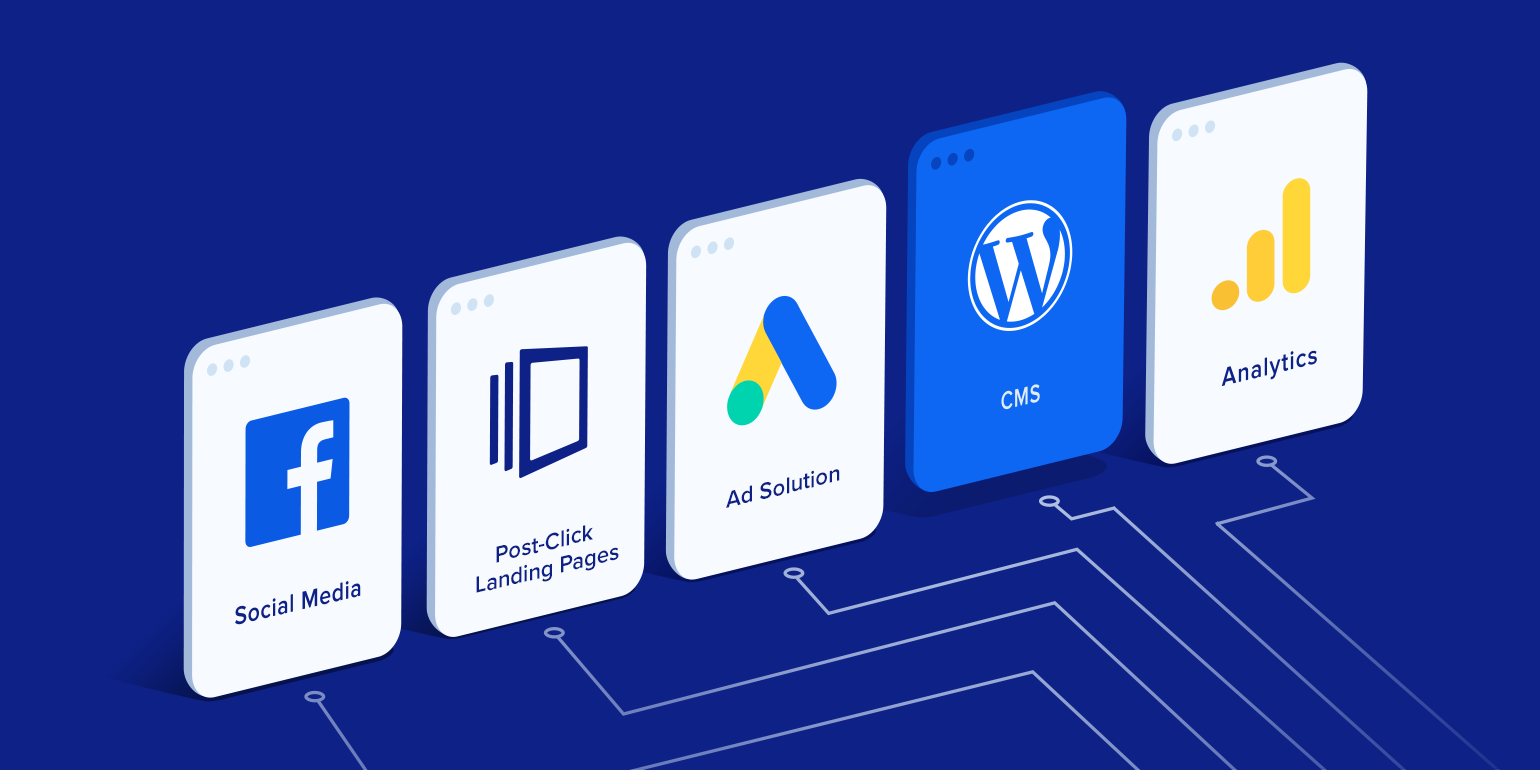 Social Media
Post-Click
Landing Pages
Ad Solution
CMS
Analytics